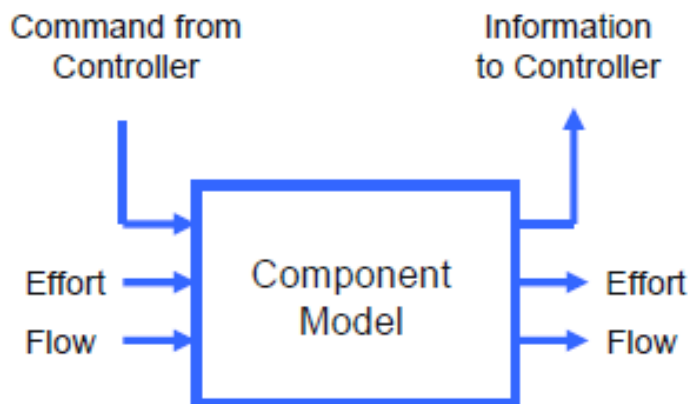 Command from
Controller
Information
to Controller
Component
Model
Effort
Flow
Effort
Flow